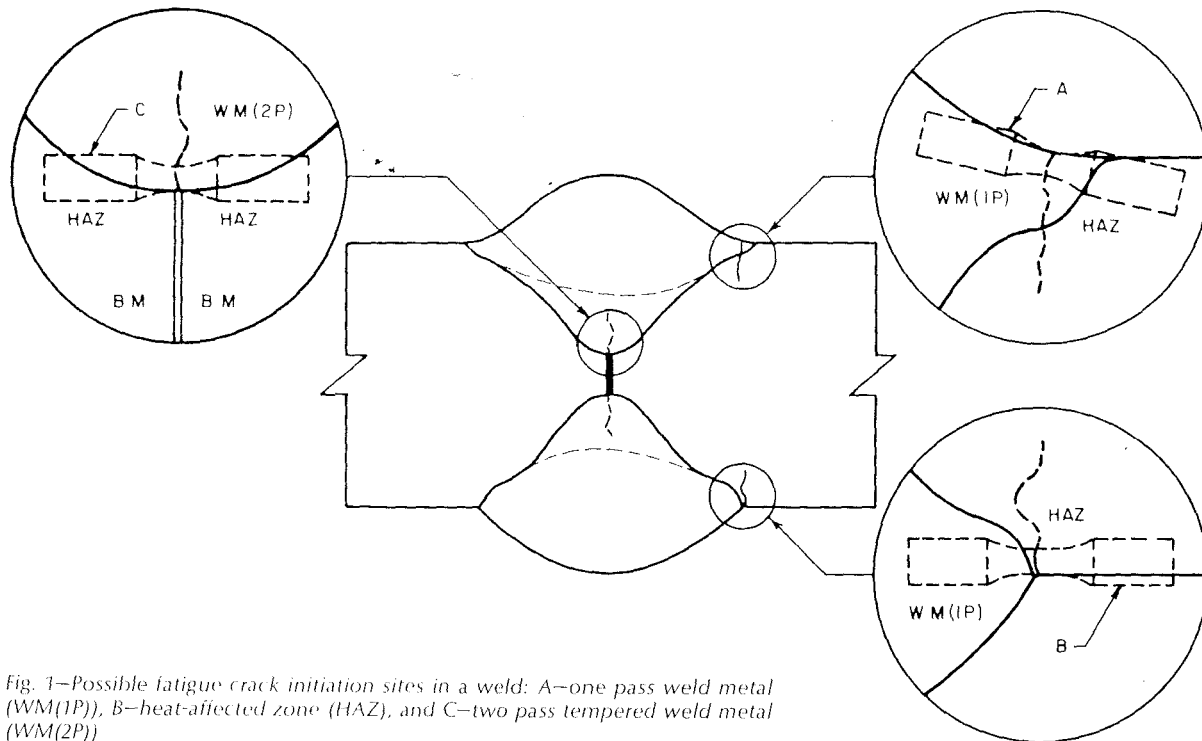 C
WM(2P)
HAZ
HAZ
BM
BM
A
WM(1P)
HAZ
HAZ
WM(1P)
B
Fig. 1—Possible fatigue crack initiation sites in a weld: A—one pass weld metal
(WM(1P)), B—heat-affected zone (HAZ), and C—two pass tempered weld metal
(WM(2P))